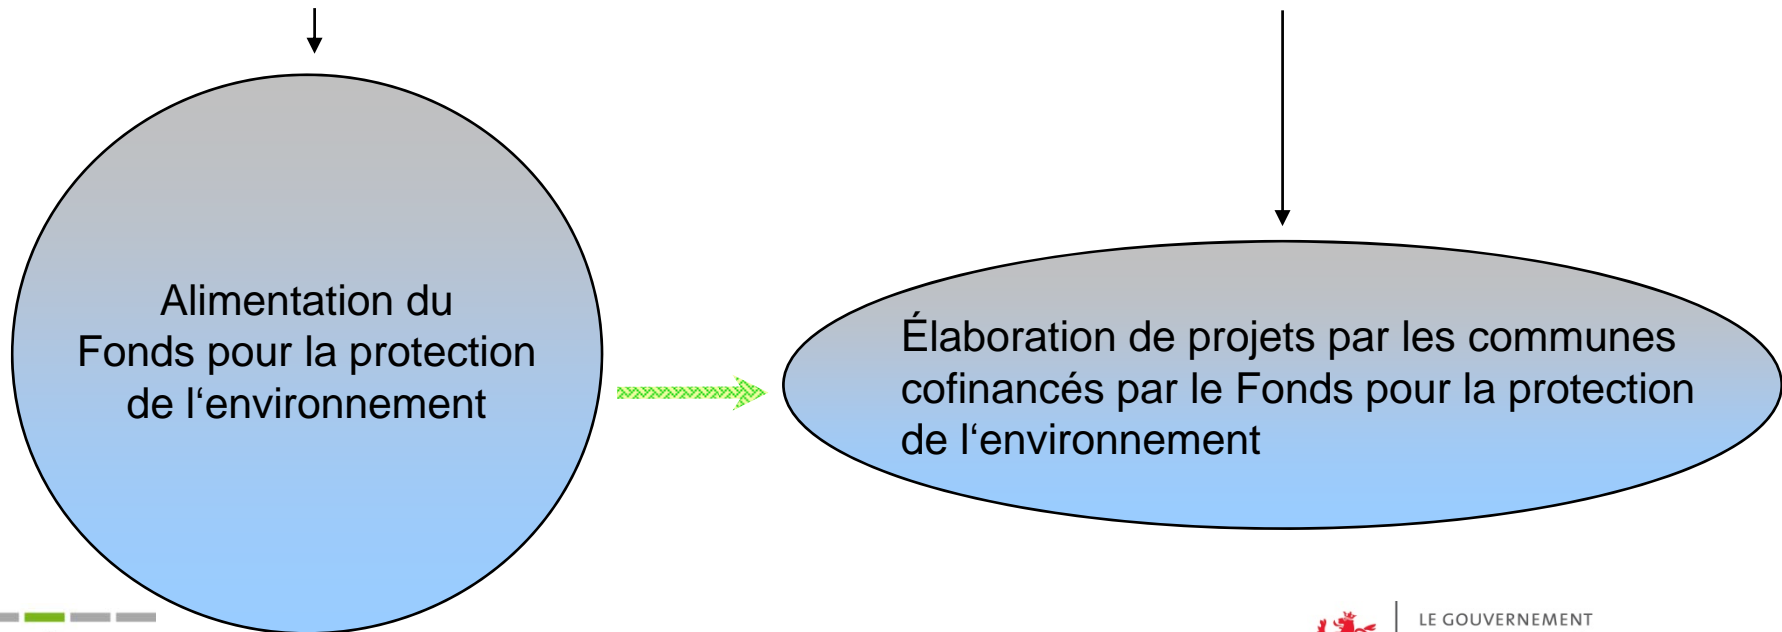 Alimentation du
Fonds pour la protection
de l‘environnement
Élaboration de projets par les communes
cofinancés par le Fonds pour la protection
de l‘environnement
LE GOUVERNEMENT